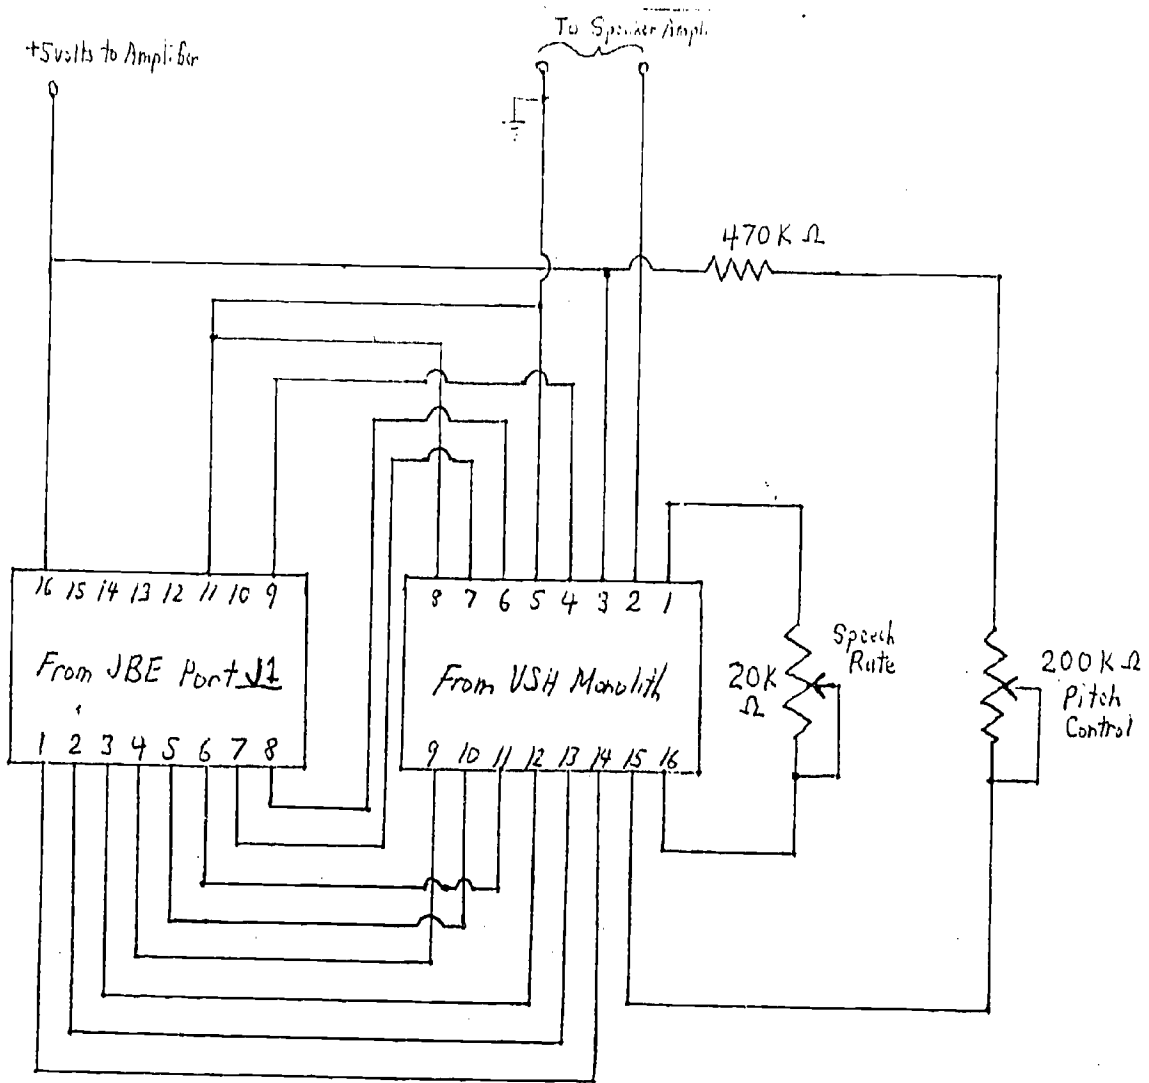 To Speaker Ampl.
+5volts to Amplifier
470K Ω
16 15 14 13 12 11 10 9
8 7 6 5 4 3 2 1
From JBE Port J1
From VSH Monolith
Speech
Rate
20K
Ω
200K Ω
Pitch
Control
1 2 3 4 5 6 7 8
9 10 11 12 13 14 15 16